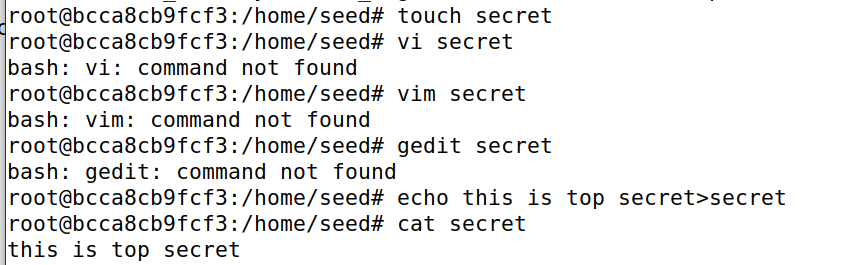 root@bcca8cb9fcf3:/home/seed# touch secret
root@bcca8cb9fcf3:/home/seed# vi secret
bash: vi: command not found
root@bcca8cb9fcf3:/home/seed# vim secret
bash: vim: command not found
root@bcca8cb9fcf3:/home/seed# gedit secret
bash: gedit: command not found
root@bcca8cb9fcf3:/home/seed# echo this is top secret>secret
root@bcca8cb9fcf3:/home/seed# cat secret
this is top secret